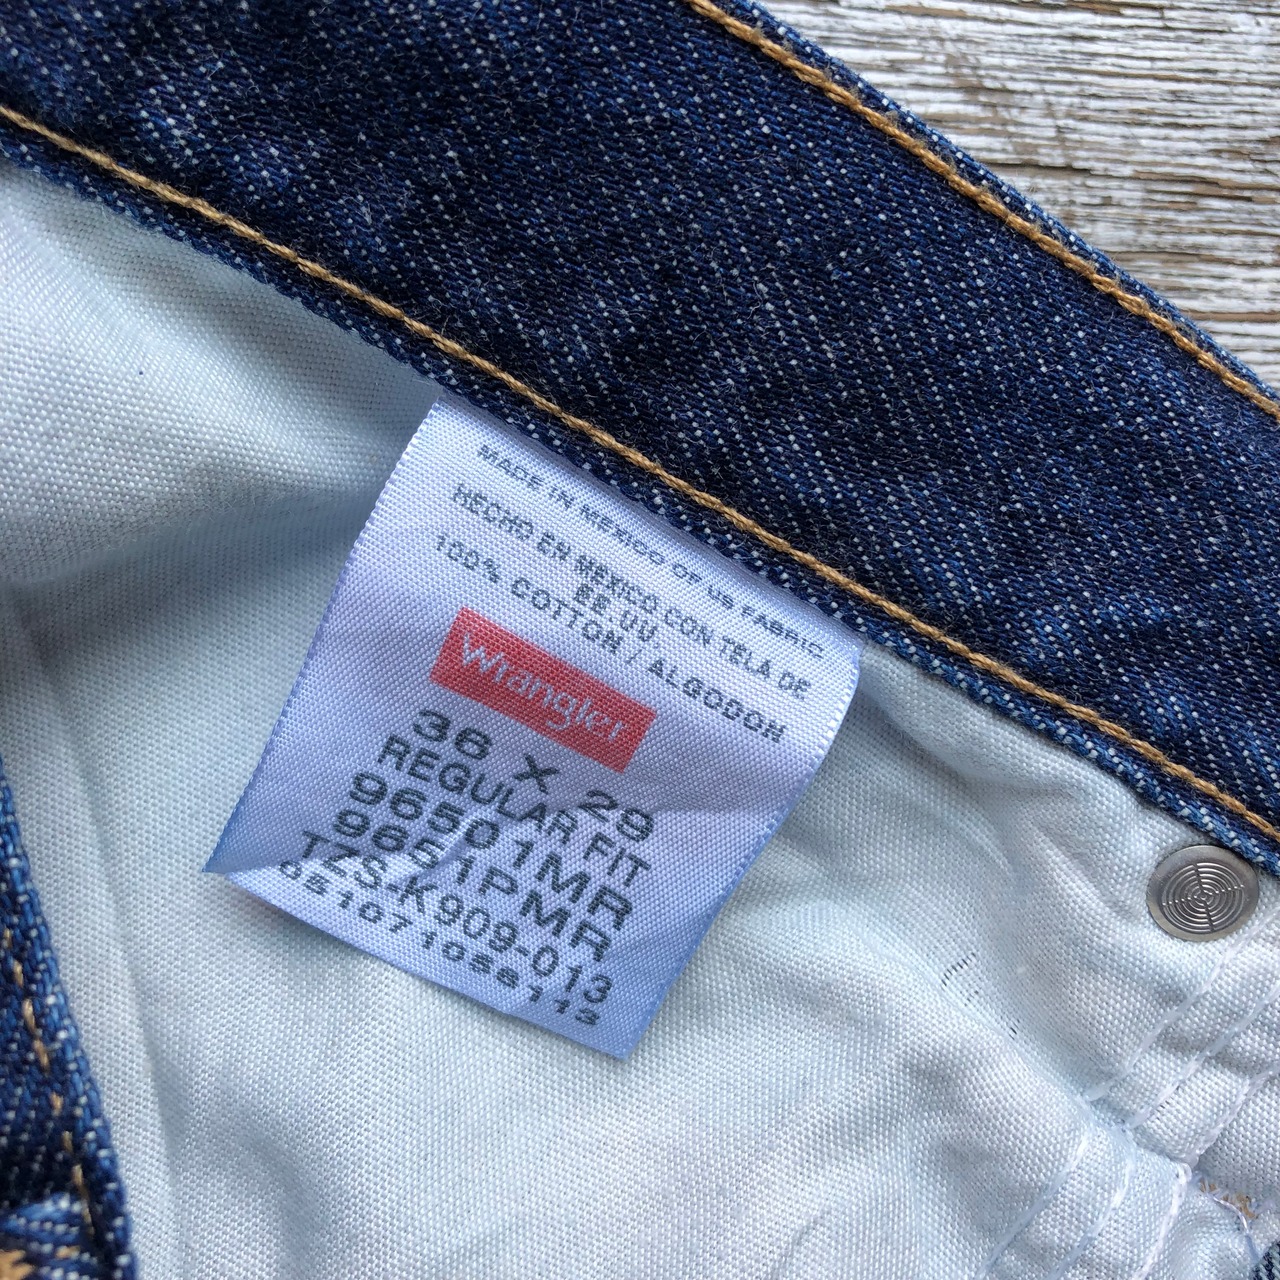 MADE IN MEXICO OF US FABRIC
HECHO EN MEXICO CON TELA DE
EE.UU.
100% COTTON / ALGODON
Wrangler
36 X 29
REGULAR FIT
96501MR
9651PMR
TZS-K909-013